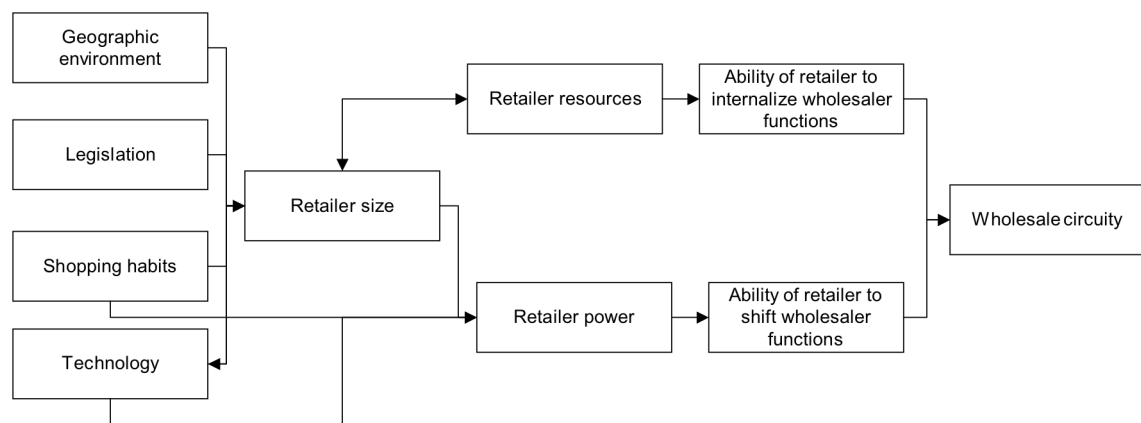 Geographic
environment
Legislation
Shopping habits
Technology
Retailer size
Retailer resources
Retailer power
Ability of retailer to
internalize wholesaler
functions
Ability of retailer to
shift wholesaler
functions
Wholesale circuity